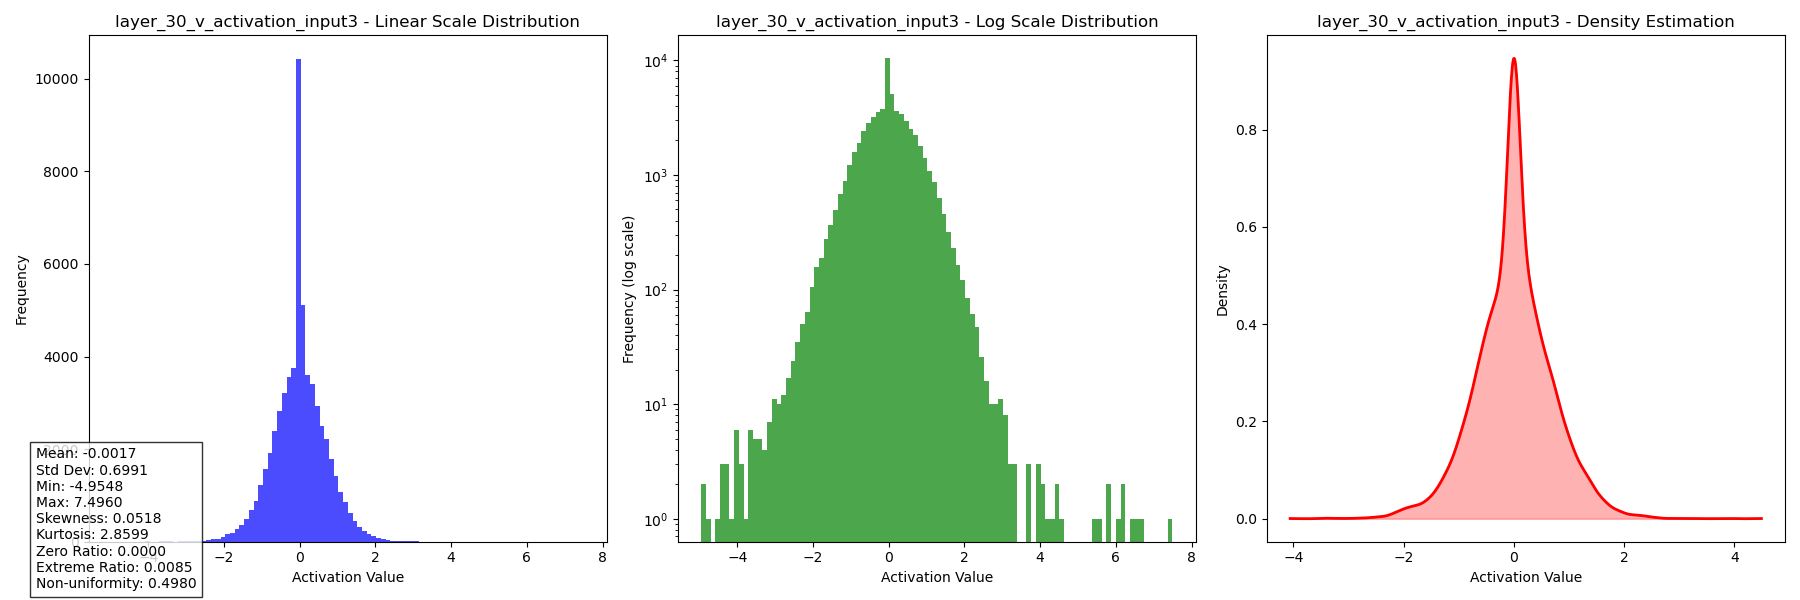 layer_30_v_activation_input3 - Linear Scale Distribution
10000
8000
6000
4000
2000
0
Frequency
−4
−2
0
2
4
6
8
Activation Value
Mean: -0.0017
Std Dev: 0.6991
Min: -4.9548
Max: 7.4960
Skewness: 0.0518
Kurtosis: 2.8599
Zero Ratio: 0.0000
Extreme Ratio: 0.0085
Non-uniformity: 0.4980
layer_30_v_activation_input3 - Log Scale Distribution
10⁴
10³
10²
10¹
10⁰
Frequency (log scale)
−4
−2
0
2
4
6
8
Activation Value
layer_30_v_activation_input3 - Density Estimation
0.8
0.6
0.4
0.2
0.0
Density
−4
−2
0
2
4
Activation Value